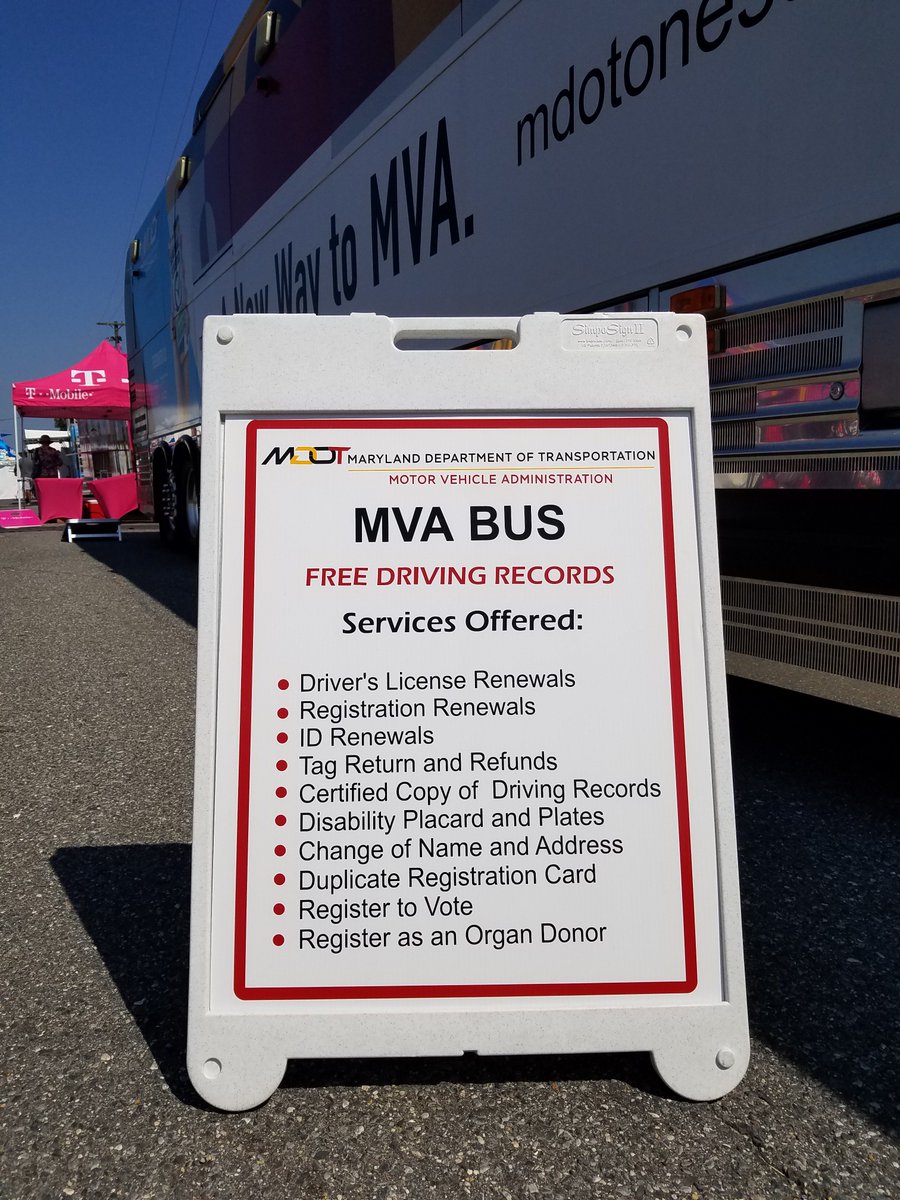 mdotones
New Way to MVA.
SimpoSign II
T
T··Mobile·
MDOT MARYLAND DEPARTMENT OF TRANSPORTATION
MOTOR VEHICLE ADMINISTRATION
MVA BUS
FREE DRIVING RECORDS
Services Offered:
• Driver's License Renewals
• Registration Renewals
• ID Renewals
• Tag Return and Refunds
• Certified Copy of Driving Records
• Disability Placard and Plates
• Change of Name and Address
• Duplicate Registration Card
• Register to Vote
• Register as an Organ Donor